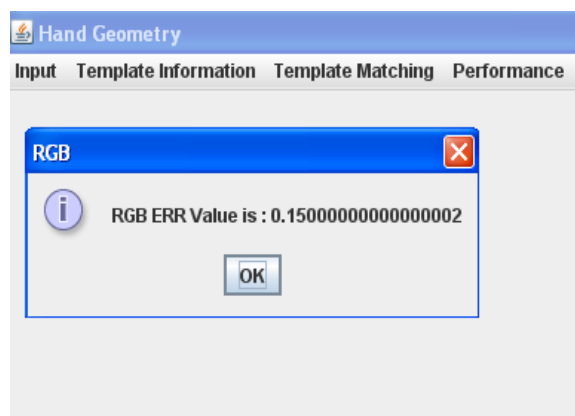 Hand Geometry
Input Template Information Template Matching Performance
RGB
i
RGB ERR Value is : 0.15000000000000002
OK